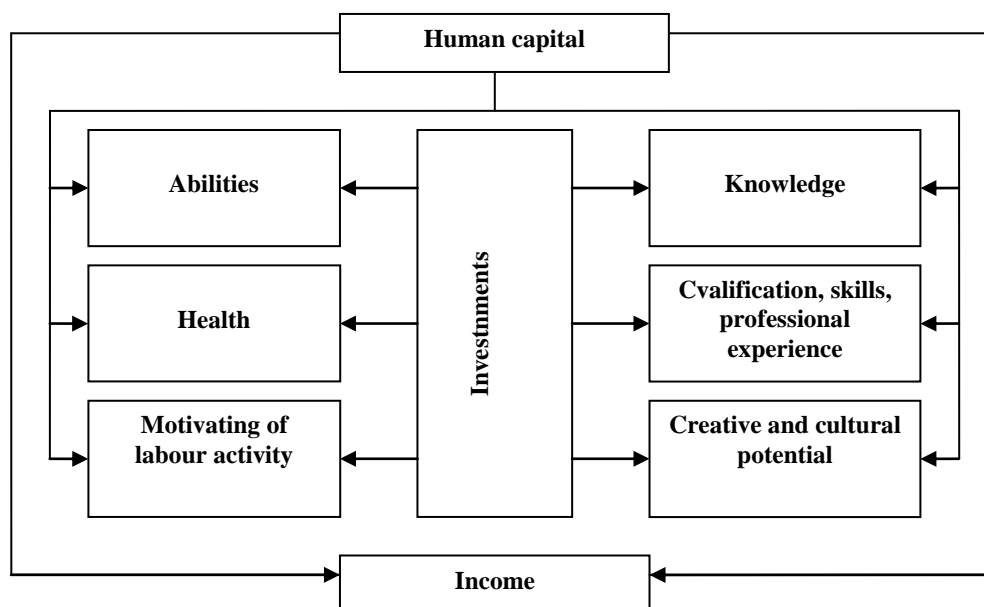 Human capital
Abilities
Knowledge
Investnments
Health
Cvalification, skills,
professional
experience
Motivating of
labour activity
Creative and cultural
potential
Income